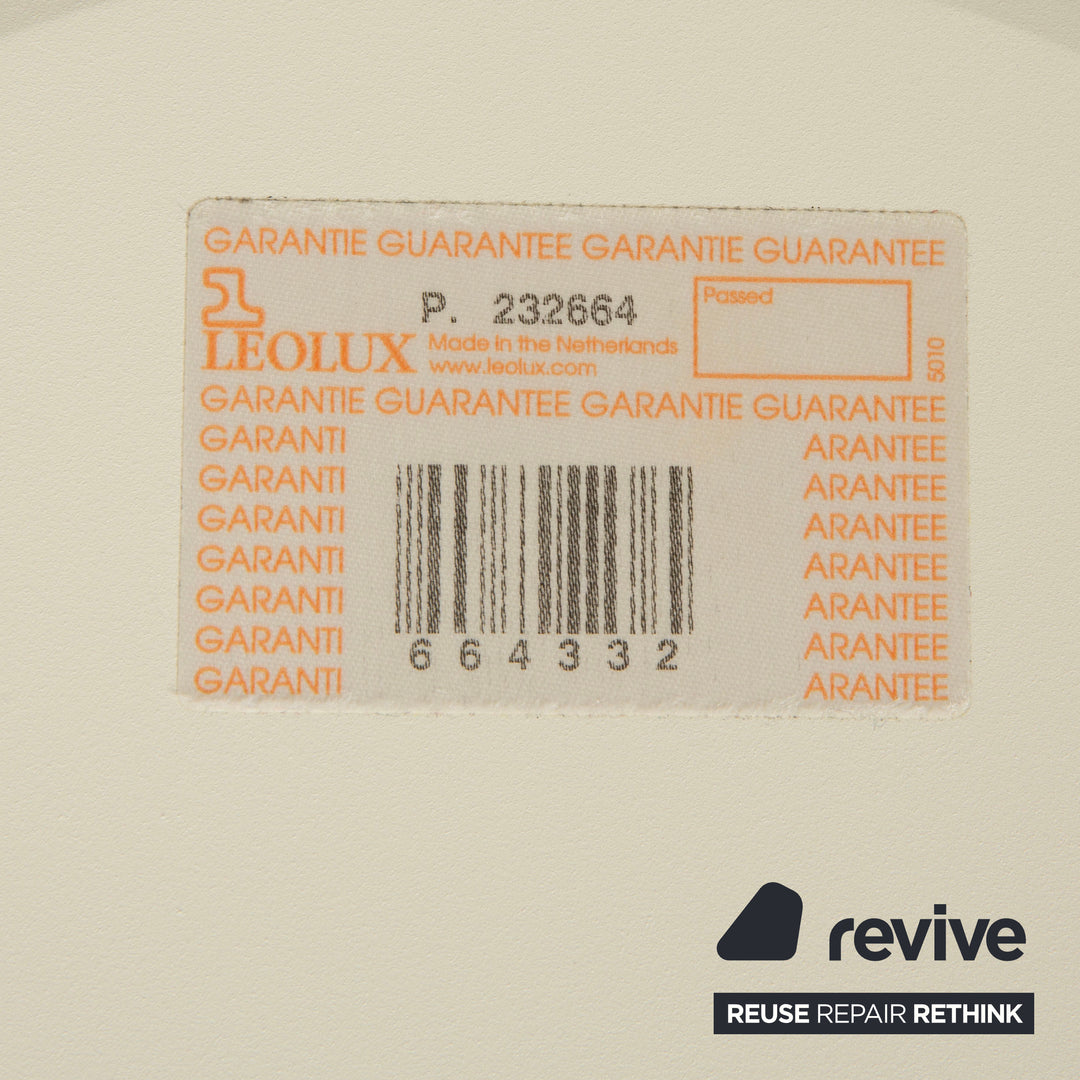 GARANTIE GUARANTEE GARANTIE GUARANTEE
P. 232664
Passed
LEOLUX
Made in the Netherlands
www.leolux.com
5010
GARANTIE GUARANTEE GARANTIE GUARANTEE
GARANTI ARANTEE
GARANTI ARANTEE
GARANTI ARANTEE
GARANTI ARANTEE
GARANTI ARANTEE
GARANTI ARANTEE
GARANTI ARANTEE
664332
revive
REUSE REPAIR RETHINK